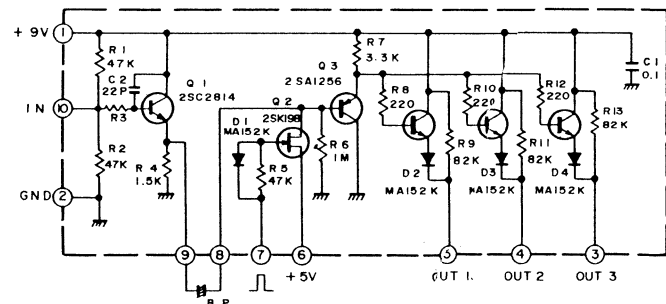 +9V 1
R1
47K
C2
22P
Q1
2SC2814
Q3
2SA1256
R7
3.3K
C1
0.1
IN 10
R3
D1
MA152K
Q2
2SK198
R8
220
R10
220
R12
220
R13
82K
R2
47K
R4
1.5K
R5
47K
R6
1M
R9
82K
R11
82K
D2
MA152K
D3
MA152K
D4
MA152K
GND 2
9
8
7
6
5
4
3
+5V
OUT 1
OUT 2
OUT 3
B.P